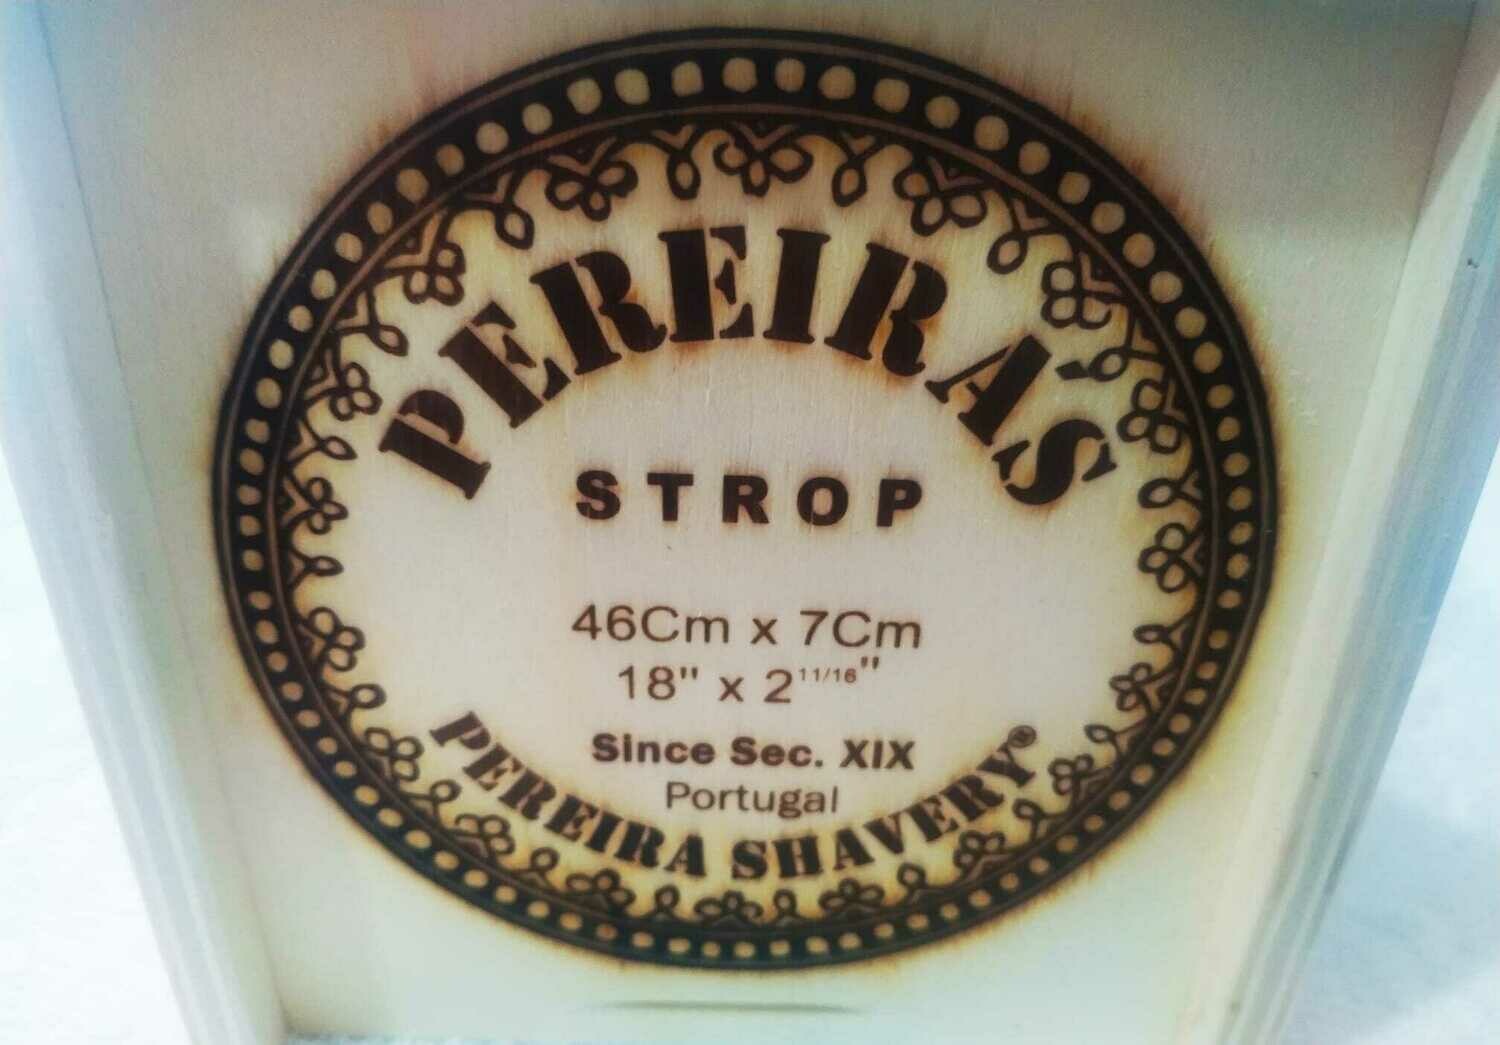 PEREIRA'S
STROP
46Cm x 7Cm
18" x 2 11/16"
Since Sec. XIX
Portugal
PEREIRA SHAVERY®